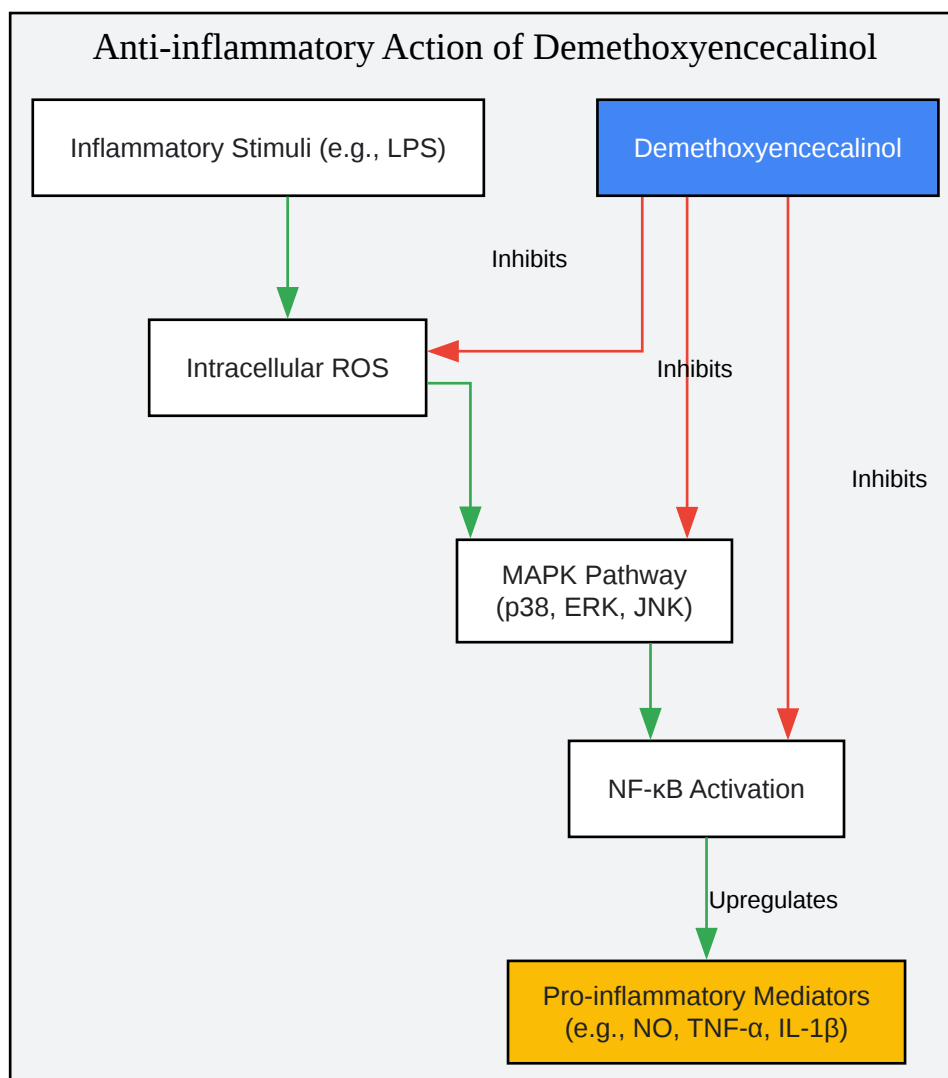 Anti-inflammatory Action of Demethoxyencecalinol
Inflammatory Stimuli (e.g., LPS)
Demethoxyencecalinol
Inhibits
Intracellular ROS
Inhibits
Inhibits
MAPK Pathway
(p38, ERK, JNK)
NF-κB Activation
Upregulates
Pro-inflammatory Mediators
(e.g., NO, TNF-α, IL-1β)